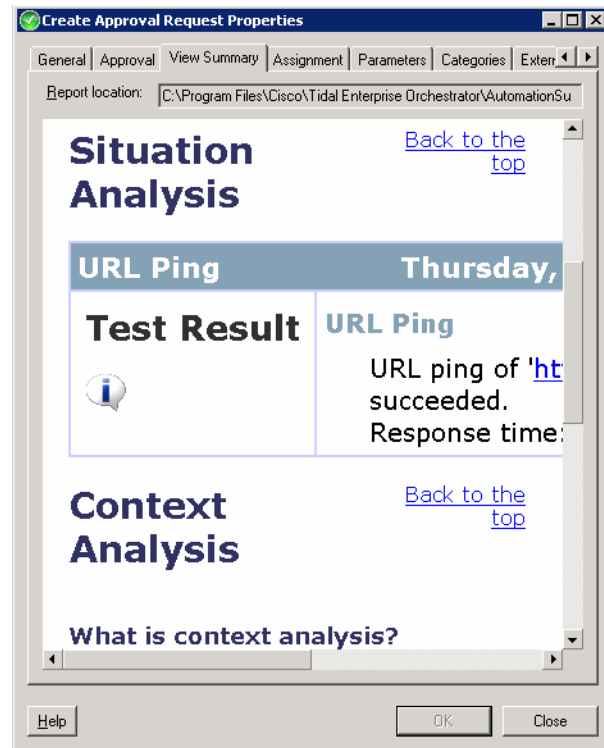 Create Approval Request Properties
General Approval View Summary Assignment Parameters Categories Extern
Report location: C:\Program Files\Cisco\Tidal Enterprise Orchestrator\AutomationSu
Situation Analysis
Back to the top
URL Ping Thursday,
Test Result
URL Ping
URL ping of 'ht
succeeded.
Response time:
Context Analysis
Back to the top
What is context analysis?
Help OK Close